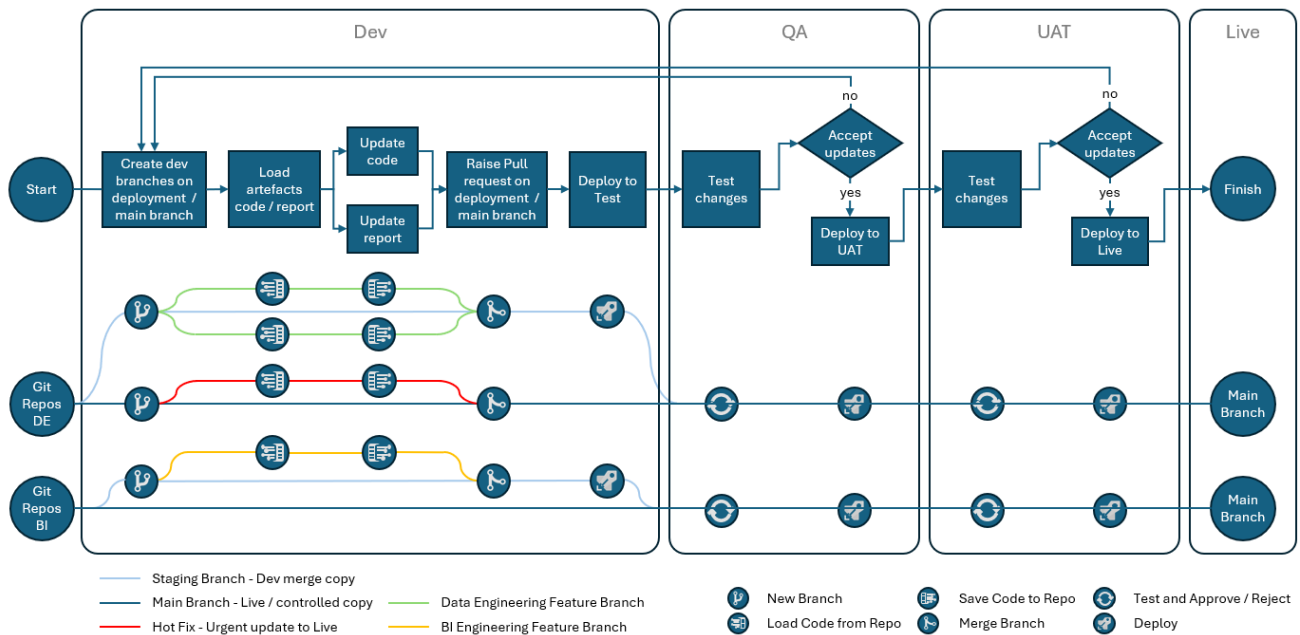 Dev
QA
UAT
Live
Start
Create dev
branches on
deployment /
main branch
Load
artefacts
code / report
Update
code
Update
report
Raise Pull
request on
deployment /
main branch
Deploy to
Test
Test
changes
no
Accept
updates
yes
Deploy to
UAT
Test
changes
no
Accept
updates
yes
Deploy to
Live
Finish
Git
Repos
DE
Main
Branch
Git
Repos
BI
Main
Branch
Staging Branch - Dev merge copy
Main Branch - Live / controlled copy
Hot Fix - Urgent update to Live
Data Engineering Feature Branch
BI Engineering Feature Branch
New Branch
Load Code from Repo
Save Code to Repo
Merge Branch
Test and Approve / Reject
Deploy